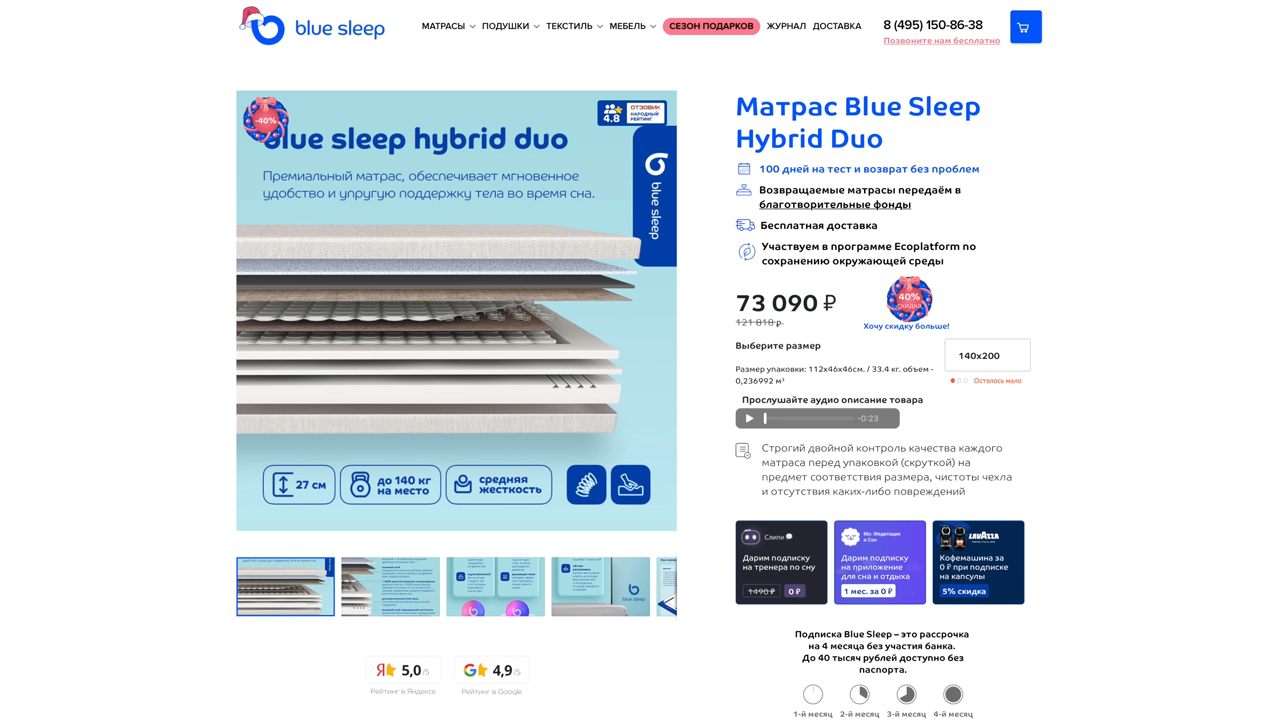 blue sleep
МАТРАСЫ ПОДУШКИ ТЕКСТИЛЬ МЕБЕЛЬ СЕЗОН ПОДАРКОВ ЖУРНАЛ ДОСТАВКА
8 (495) 150-86-38
Позвоните нам бесплатно
-40%
blue sleep hybrid duo
Премиальный матрас, обеспечивает мгновенное
удобство и упругую поддержку тела во время сна.
4.8
ОТЗОВИК
НАРОДНЫЙ
РЕЙТИНГ
blue sleep
27 см
до 140 кг
на место
средняя
жесткость
blue sleep
Я 5,0/5
Рейтинг в Яндексе
G 4,9/5
Рейтинг в Google
Матрас Blue Sleep
Hybrid Duo
100 дней на тест и возврат без проблем
Возвращаемые матрасы передаём в
благотворительные фонды
Бесплатная доставка
Участвуем в программе Ecoplatform по
сохранению окружающей среды
73 090 ₽
121 818 ₽
40%
скидка
Хочу скидку больше!
Выберите размер
140х200
Размер упаковки: 112х46х46см. / 33.4 кг. объем -
0,236992 м³
Осталось мало
Прослушайте аудио описание товара
-0:23
Строгий двойной контроль качества каждого
матраса перед упаковкой (скруткой) на
предмет соответствия размера, чистоты чехла
и отсутствия каких-либо повреждений
Слипи
Дарим подписку
на тренера по сну
1490 ₽ 0 ₽
Mo: Медитация
и Сон
Дарим подписку
на приложение
для сна и отдыха
1 мес. за 0 ₽
LAVAZZA
Кофемашина за
0 ₽ при подписке
на капсулы
5% скидка
Подписка Blue Sleep – это рассрочка
на 4 месяца без участия банка.
До 40 тысяч рублей доступно без
паспорта.
1-й месяц 2-й месяц 3-й месяц 4-й месяц